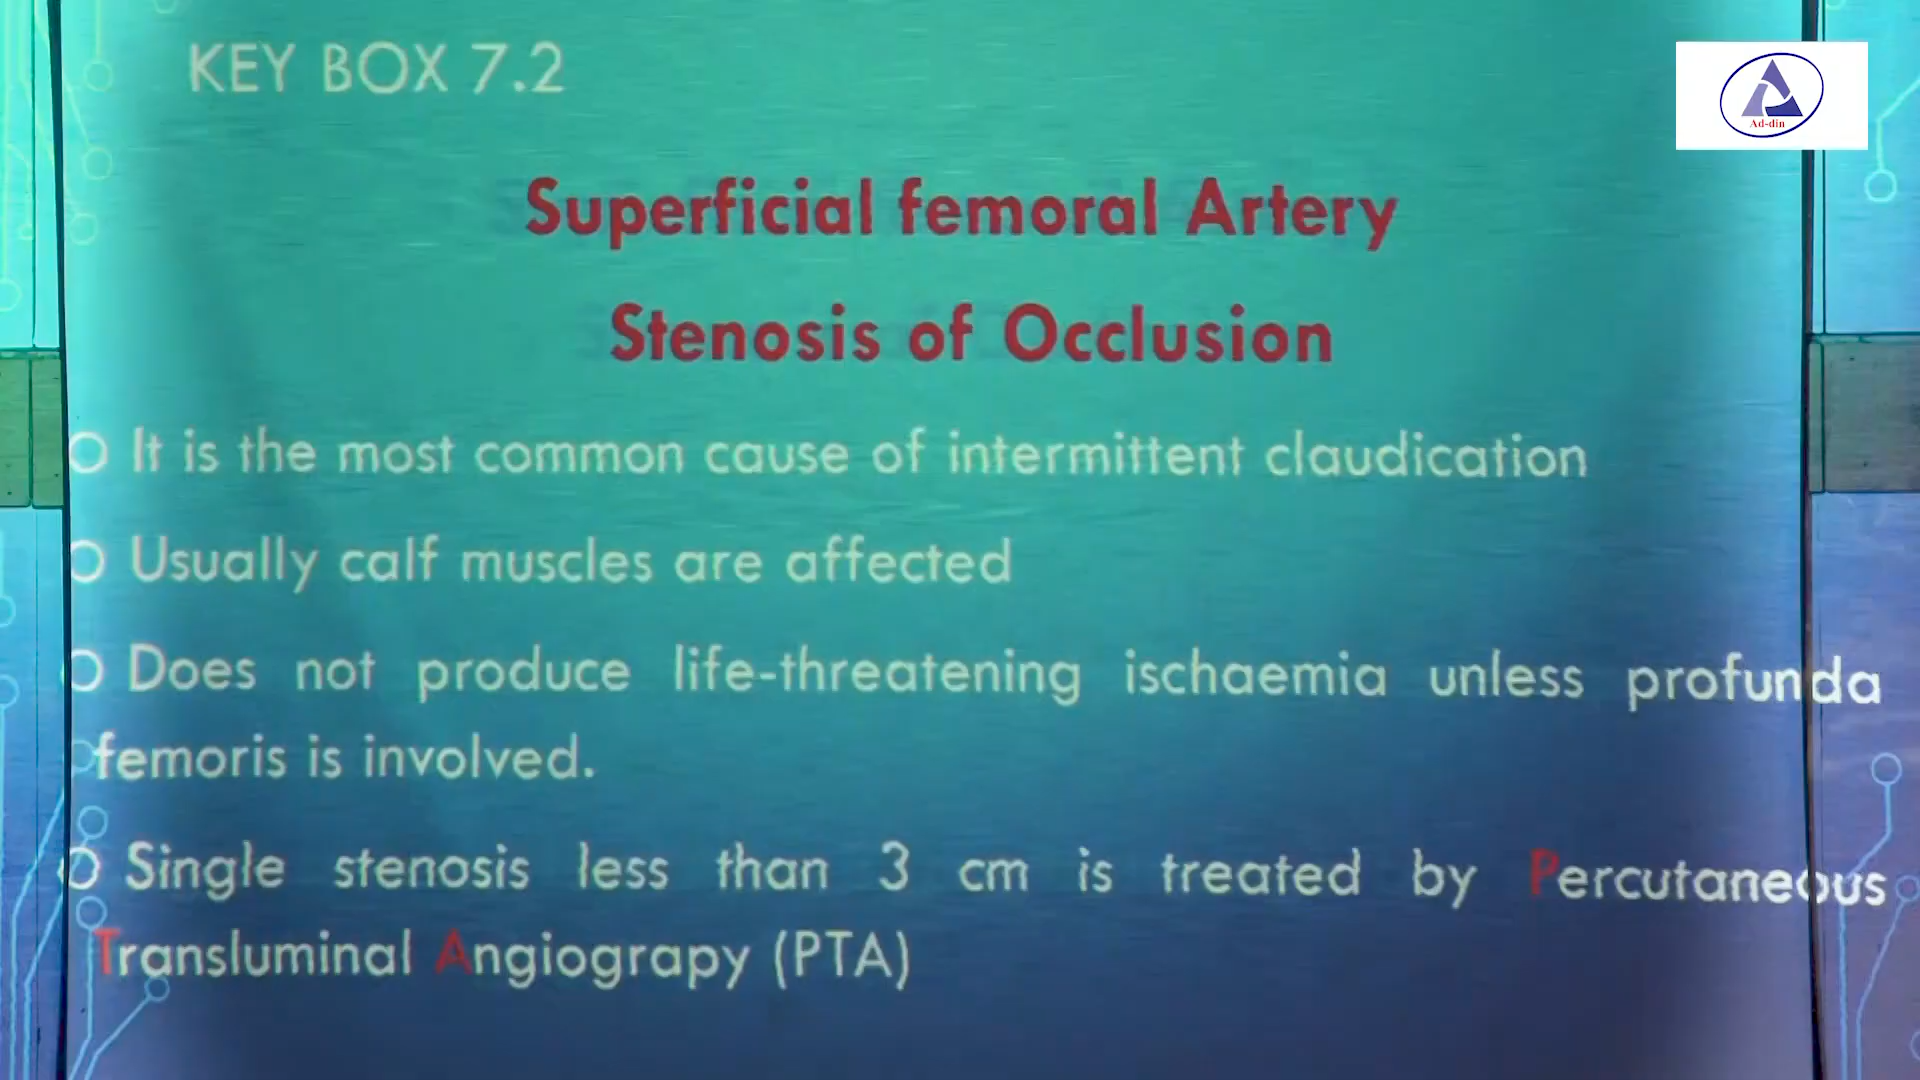 KEY BOX 7.2
Ad-din
Superficial femoral Artery
Stenosis of Occlusion
It is the most common cause of intermittent claudication
Usually calf muscles are affected
Does not produce life-threatening ischaemia unless profunda
femoris is involved.
Single stenosis less than 3 cm is treated by Percutaneous
Transluminal Angiograpy (PTA)